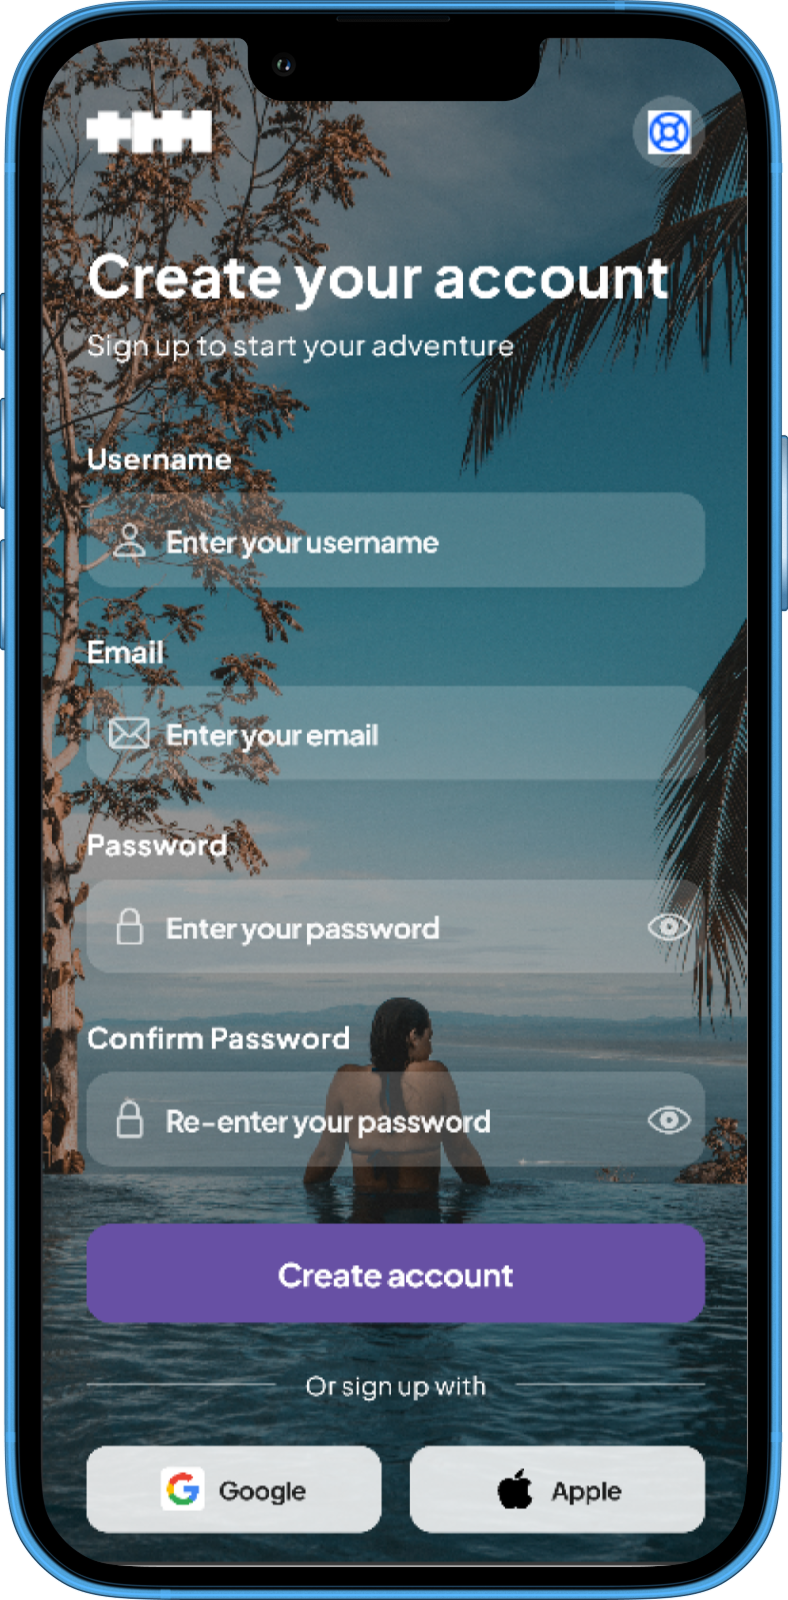 Create your account
Sign up to start your adventure
Username
Enter your username
Email
Enter your email
Password
Enter your password
Confirm Password
Re-enter your password
Create account
Or sign up with
Google
Apple